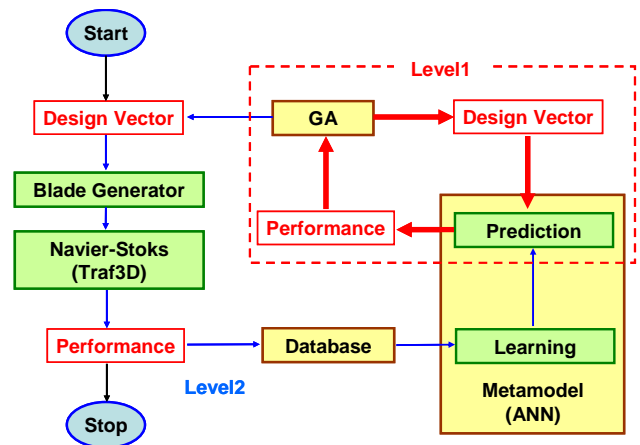 Start
Level1
Design Vector
GA
Design Vector
Blade Generator
Performance
Prediction
Navier-Stoks
(Traf3D)
Performance
Database
Learning
Level2
Metamodel
(ANN)
Stop